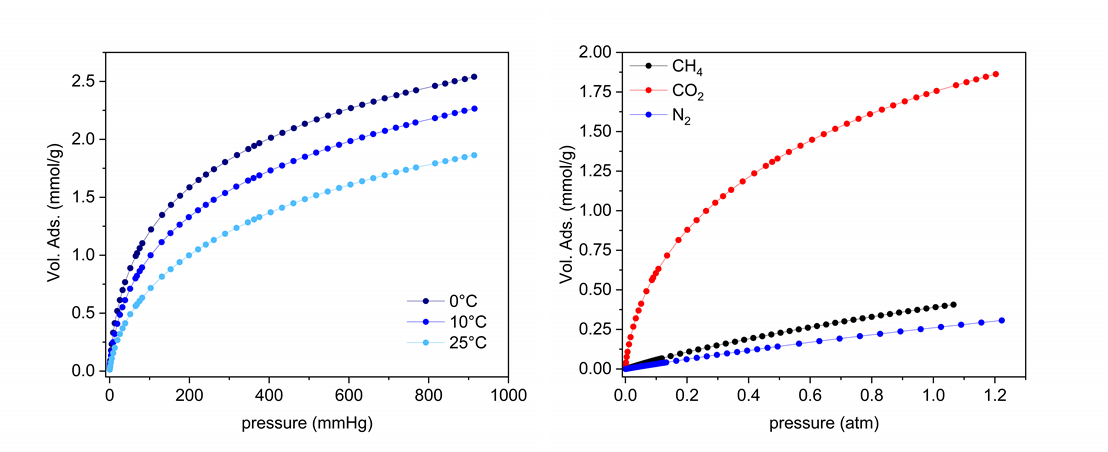 2.5
2.0
1.5
1.0
0.5
0.0
Vol. Ads. (mmol/g)
0°C
10°C
25°C
0
200
400
600
800
1000
pressure (mmHg)
2.00
1.75
1.50
1.25
1.00
0.75
0.50
0.25
0.00
Vol. Ads. (mmol/g)
CH₄
CO₂
N₂
0.0
0.2
0.4
0.6
0.8
1.0
1.2
pressure (atm)